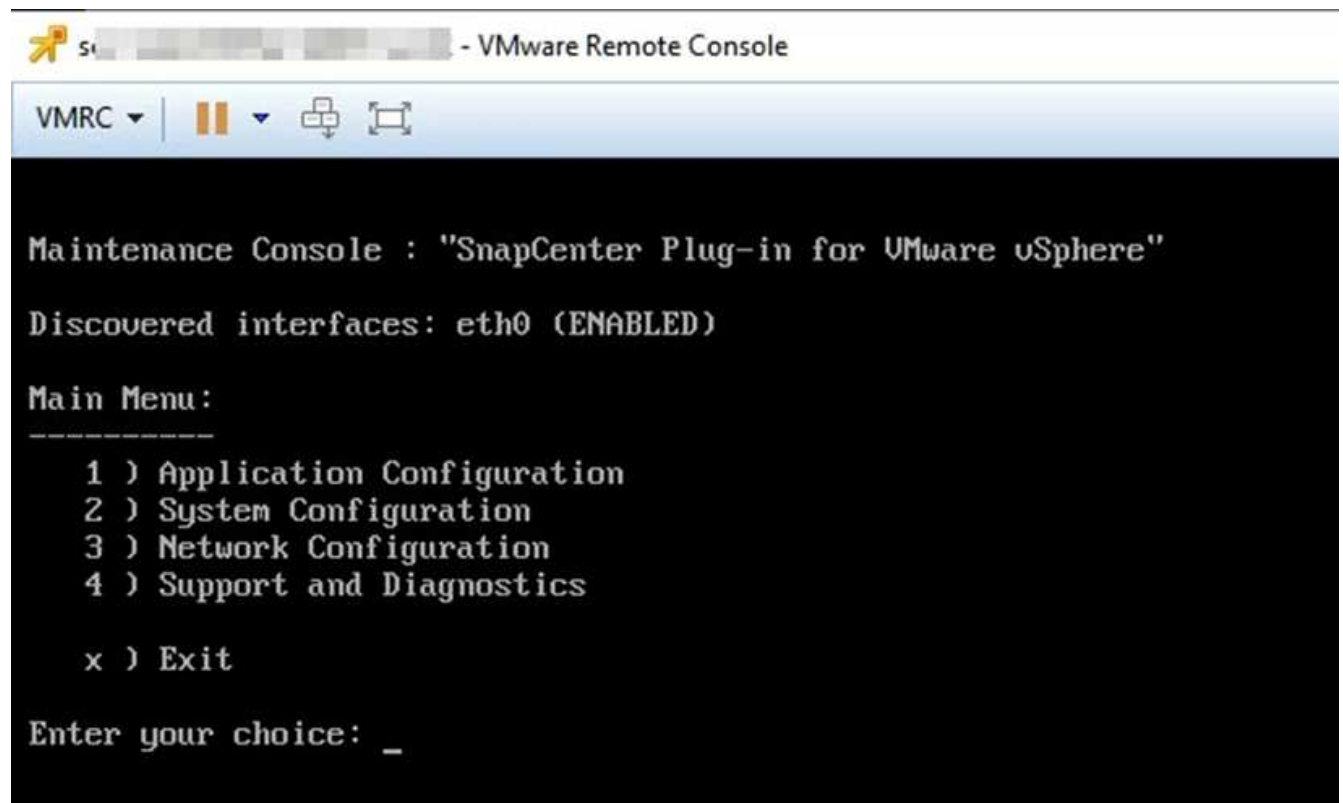 - VMware Remote Console
VMRC
Maintenance Console : "SnapCenter Plug-in for VMware vSphere"
Discovered interfaces: eth0 (ENABLED)
Main Menu:
----------
1 ) Application Configuration
2 ) System Configuration
3 ) Network Configuration
4 ) Support and Diagnostics
x ) Exit
Enter your choice: _